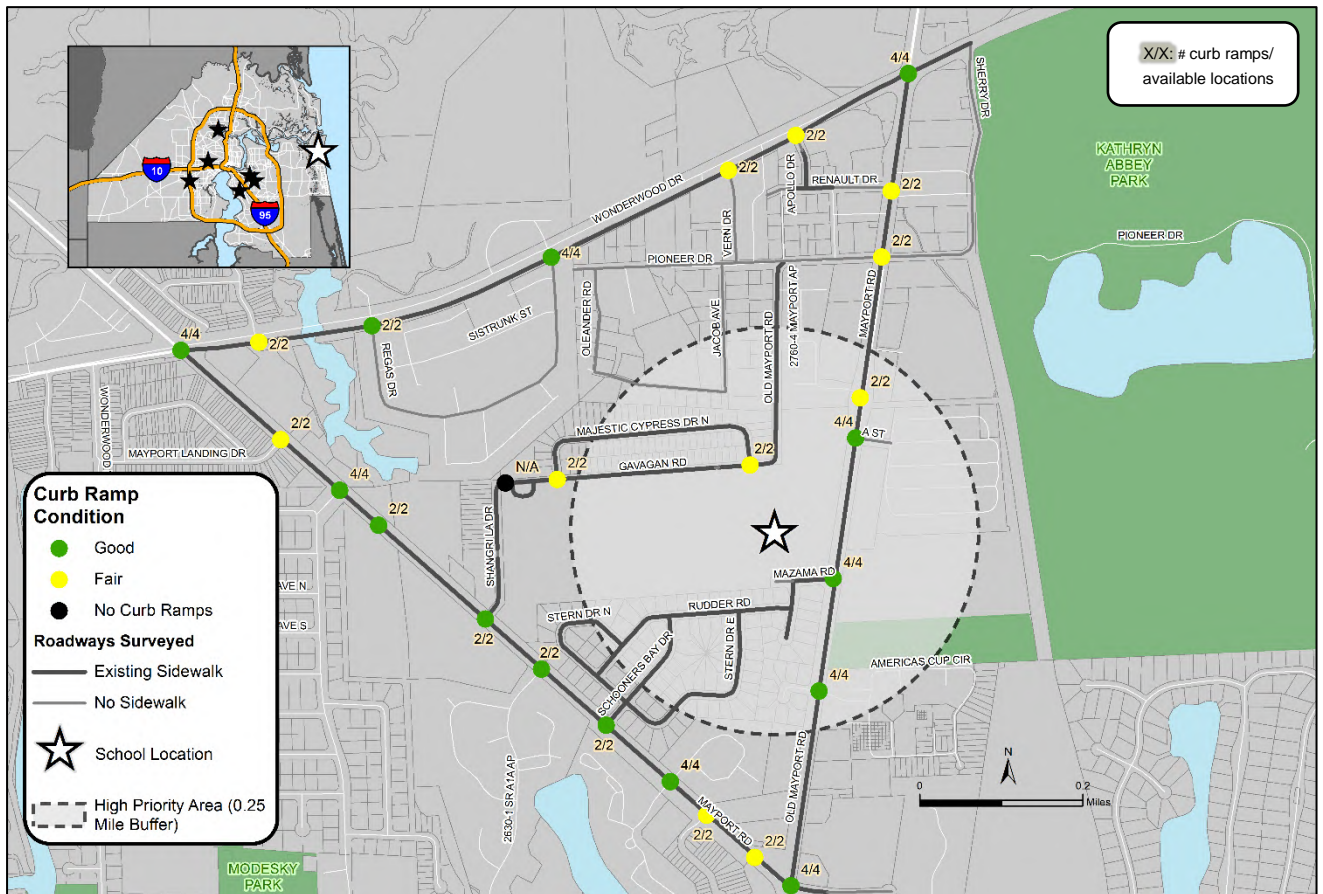 X/X: # curb ramps/
available locations
10
95
4/4
SHERRY DR
KATHRYN
ABBEY
PARK
2/2
APOLLO DR
RENAULT DR
2/2
2/2
WONDERWOOD DR
VERN DR
PIONEER DR
4/4
PIONEER DR
2/2
MAYPORT RD
OLEANDER RD
SISTRUNK ST
JACOB AVE
OLD MAYPORT RD
2760-4 MAYPORT AP
4/4
2/2
2/2
REGAS DR
WONDERWOOD
2/2
MAYPORT LANDING DR
2/2
4/4
A ST
MAJESTIC CYPRESS DR N
GAVAGAN RD
N/A
2/2
2/2
4/4
2/2
SHANGRI LA DR
MAZAMA RD
4/4
AVE N
AVE S
2/2
STERN DR N
RUDDER RD
STERN DR E
SCHOONERS BAY DR
2/2
AMERICAS CUP CIR
4/4
2/2
2630-1 SR A1A AP
OLD MAYPORT RD
4/4
MAYPORT RD
2/2
2/2
4/4
MODESKY
PARK
N
0
0.2
Miles
Curb Ramp
Condition
Good
Fair
No Curb Ramps
Roadways Surveyed
Existing Sidewalk
No Sidewalk
School Location
High Priority Area (0.25
Mile Buffer)